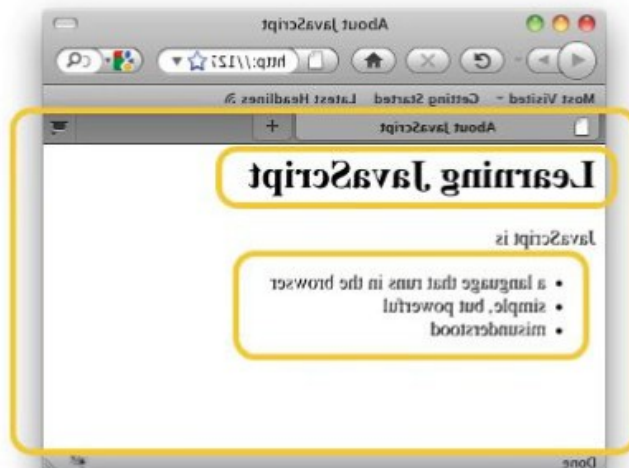 About JavaScript
http://127
Most Visited Getting Started Latest Headlines
About JavaScript +
Learning JavaScript
JavaScript is
• a language that runs in the browser
• simple, but powerful
• misunderstood
Done